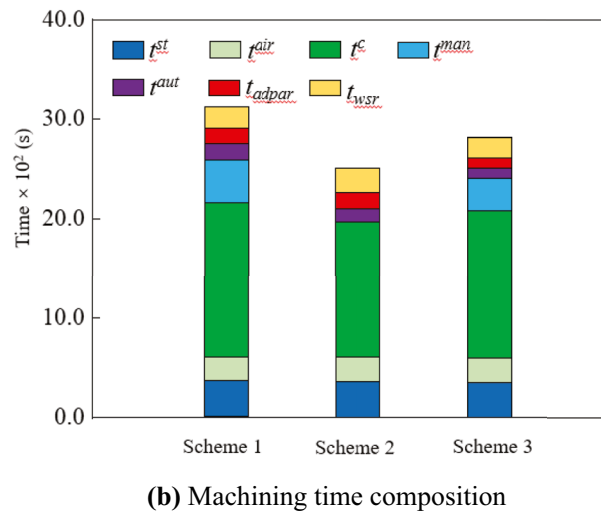 40.0
t^st t^air t^c t^man
t^aut t_adpar t_wsr
30.0
20.0
10.0
0.0
Time × 10² (s)
Scheme 1 Scheme 2 Scheme 3
(b) Machining time composition